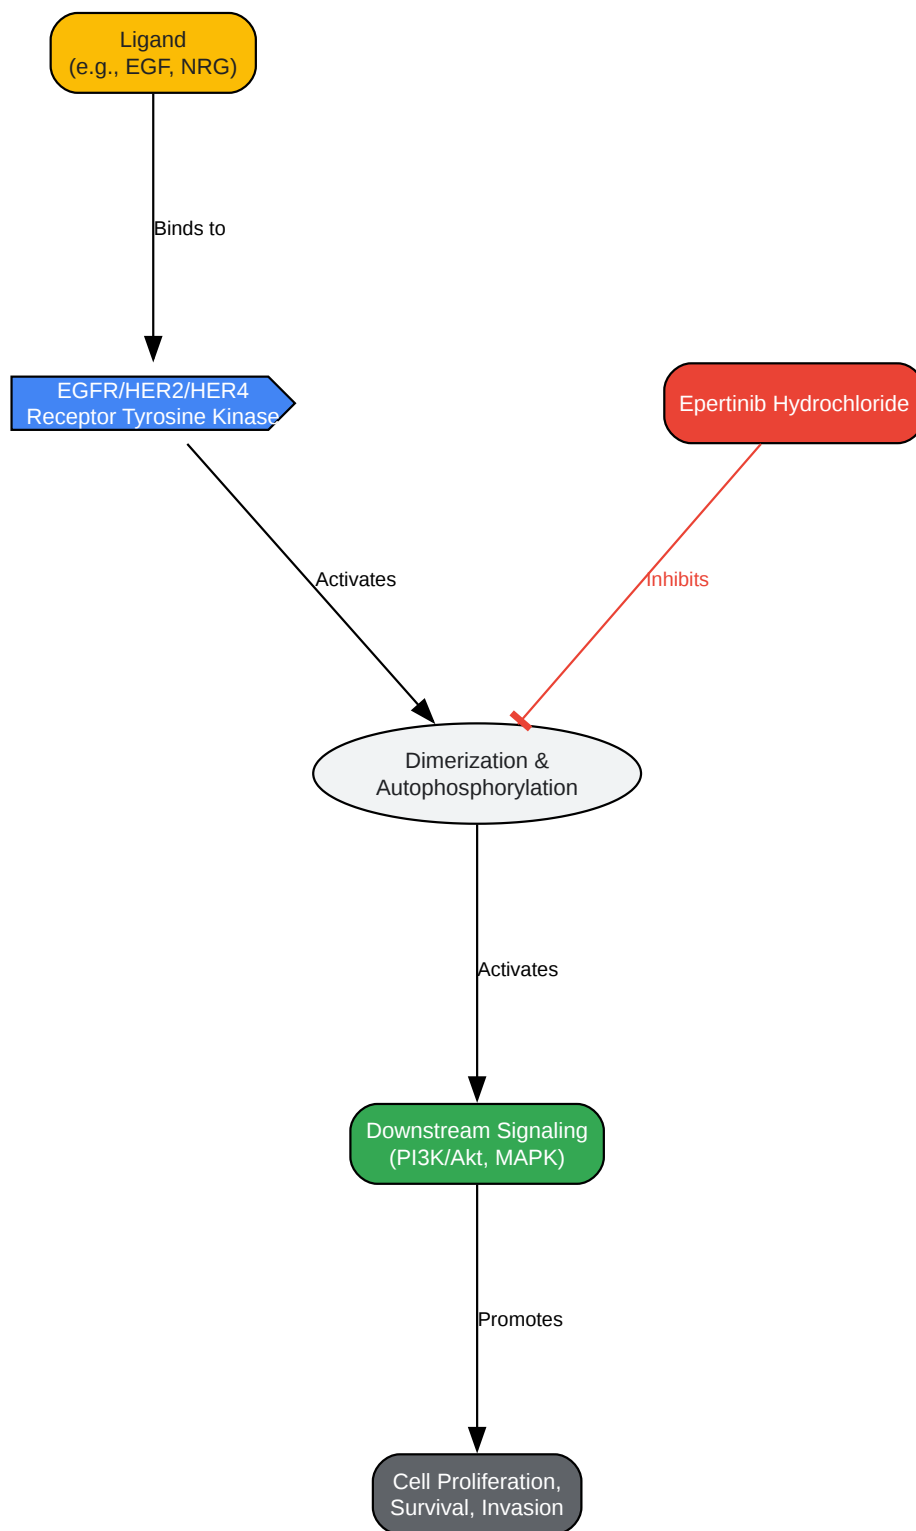 Ligand
(e.g., EGF, NRG)
Binds to
EGFR/HER2/HER4
Receptor Tyrosine Kinase
Epertinib Hydrochloride
Activates
Inhibits
Dimerization &
Autophosphorylation
Activates
Downstream Signaling
(PI3K/Akt, MAPK)
Promotes
Cell Proliferation,
Survival, Invasion